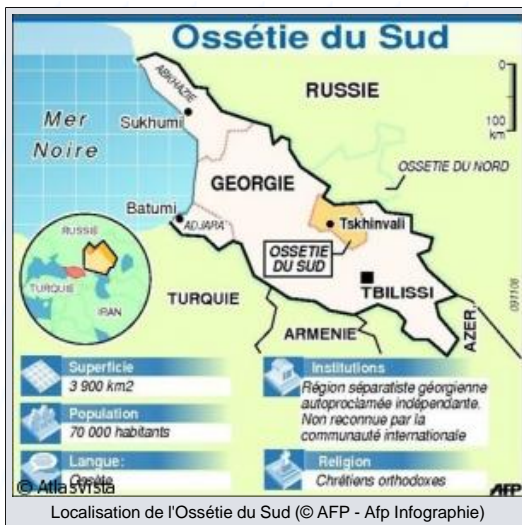 Ossétie du Sud
ABKHAZIE
RUSSIE
0
100
km
Mer
Noire
Sukhumi
OSSETIE DU NORD
GEORGIE
Batumi
ADJARA
Tskhinvali
OSSETIE
DU SUD
TBILISSI
RUSSIE
TURQUIE
IRAN
TURQUIE
ARMENIE
AZER.
091106
Superficie
3 900 km2
Population
70 000 habitants
Langue:
Ossète
Institutions
Région séparatiste géorgienne
autoproclamée indépendante.
Non reconnue par la
communauté internationale
Religion
Chrétiens orthodoxes
© AtlasVista
AFP
Localisation de l'Ossétie du Sud (© AFP - Afp Infographie)